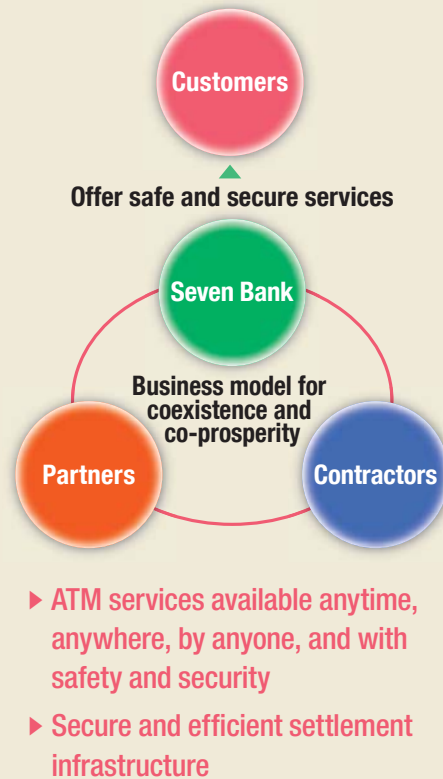 Customers
Offer safe and secure services
Seven Bank
Business model for
coexistence and
co-prosperity
Partners
Contractors
ATM services available anytime,
anywhere, by anyone, and with
safety and security
Secure and efficient settlement
infrastructure